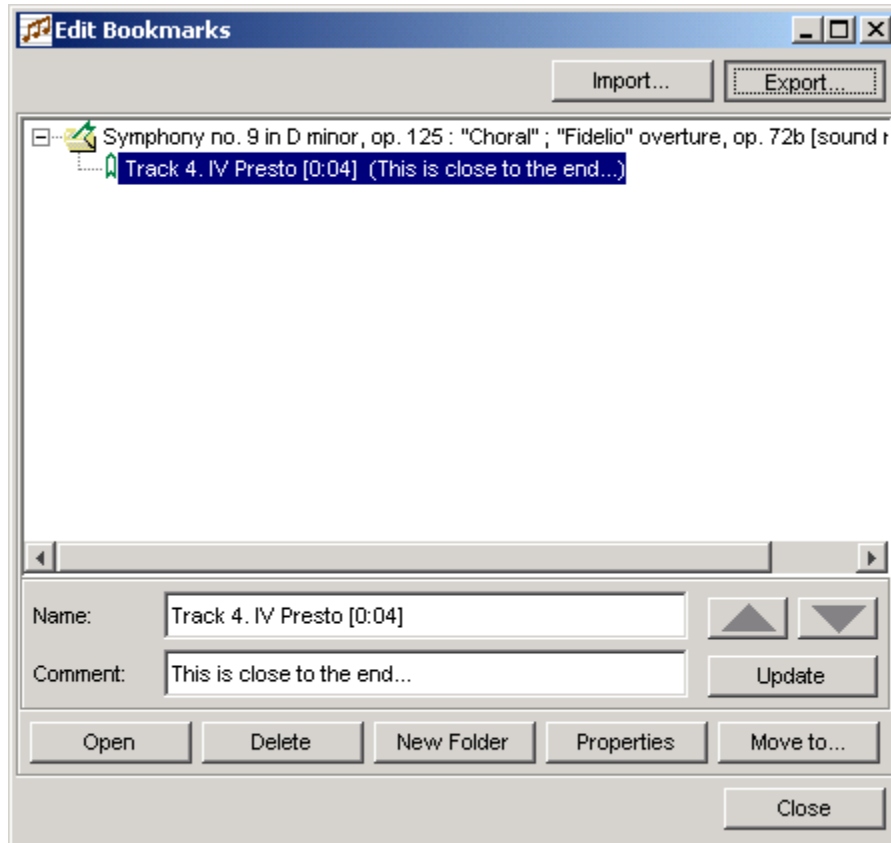 Edit Bookmarks
Import... Export...
Symphony no. 9 in D minor, op. 125 : "Choral" ; "Fidelio" overture, op. 72b [sound r
Track 4. IV Presto [0:04] (This is close to the end...)
Name: Track 4. IV Presto [0:04]
Comment: This is close to the end... Update
Open Delete New Folder Properties Move to...
Close